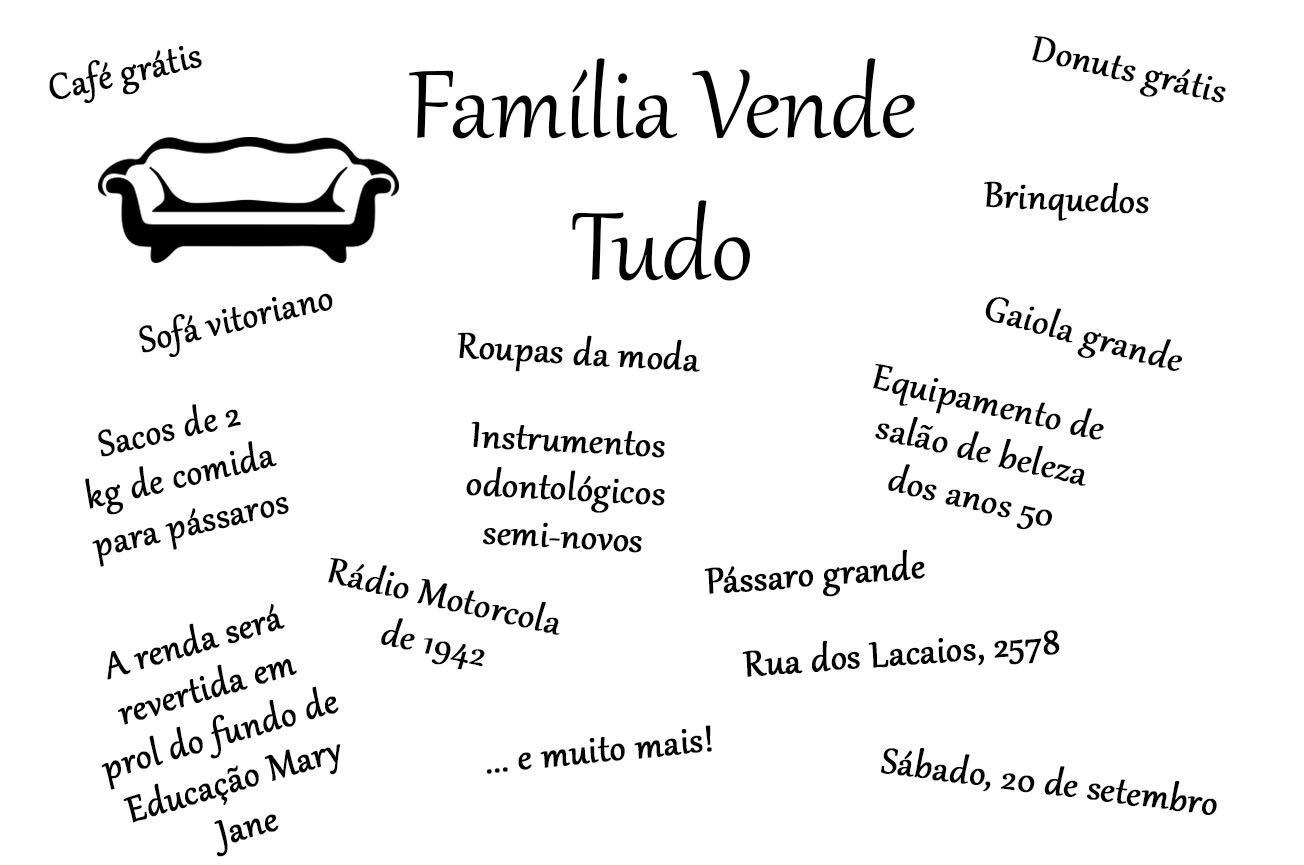 Café grátis
Família Vende
Tudo
Donuts grátis
Brinquedos
Sofá vitoriano
Roupas da moda
Gaiola grande
Sacos de 2
kg de comida
para pássaros
Instrumentos
odontológicos
semi-novos
Equipamento de
salão de beleza
dos anos 50
Rádio Motorcola
de 1942
Pássaro grande
Rua dos Lacaios, 2578
A renda será
revertida em
prol do fundo de
Educação Mary
Jane
... e muito mais!
Sábado, 20 de setembro